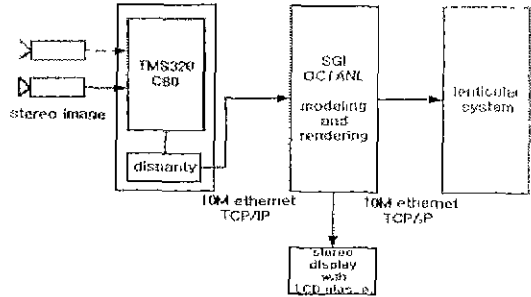 TMS320
C80
stereo image
disparity
10M ethernet
TCP/IP
SGI
OCTANE
modeling
and
rendering
10M ethernet
TCP/IP
lenticular
system
stereo
display
with
LCD